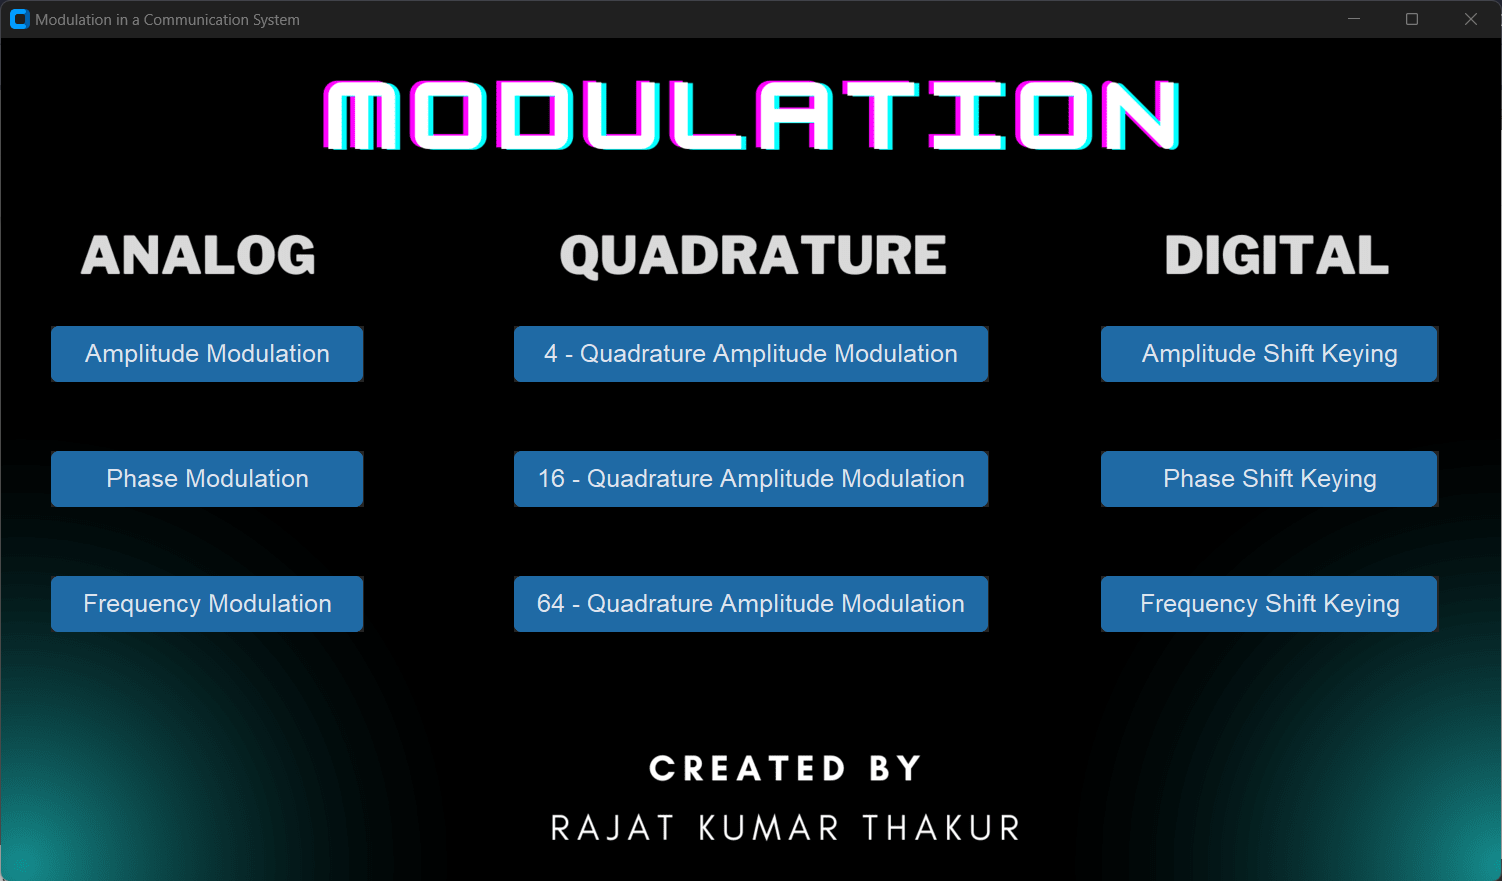 Modulation in a Communication System
MODULATION
ANALOG
QUADRATURE
DIGITAL
Amplitude Modulation
4 - Quadrature Amplitude Modulation
Amplitude Shift Keying
Phase Modulation
16 - Quadrature Amplitude Modulation
Phase Shift Keying
Frequency Modulation
64 - Quadrature Amplitude Modulation
Frequency Shift Keying
CREATED BY
RAJAT KUMAR THAKUR